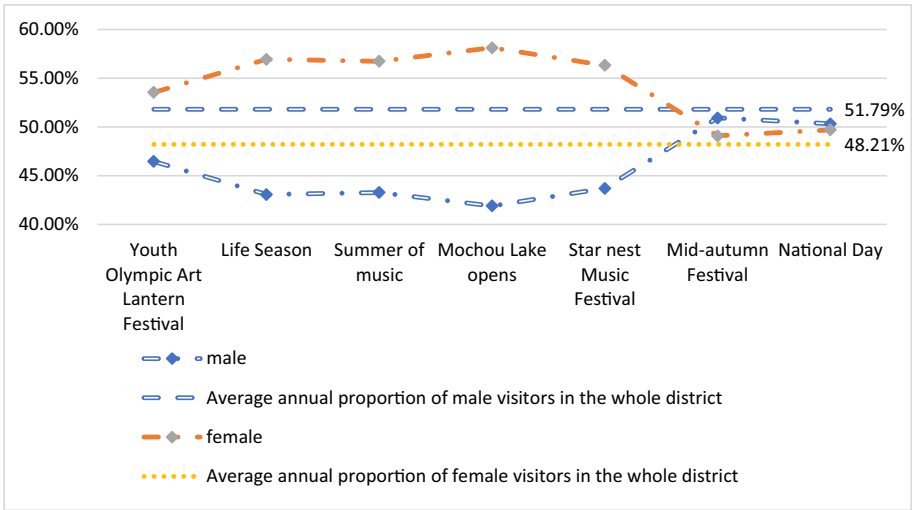 60.00%
55.00%
50.00%
45.00%
40.00%
51.79%
48.21%
Youth
Olympic Art
Lantern
Festival
Life Season
Summer of
music
Mochou Lake
opens
Star nest
Music
Festival
Mid-autumn
Festival
National Day
male
Average annual proportion of male visitors in the whole district
female
Average annual proportion of female visitors in the whole district